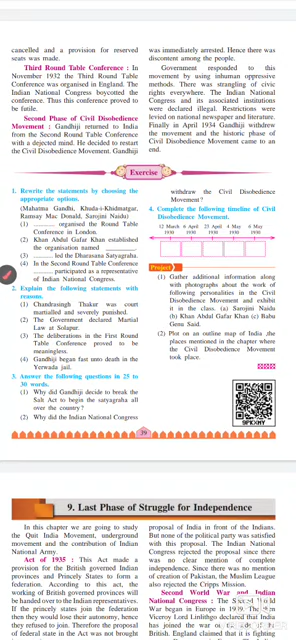 cancelled and a provision for reserved
seats was made.
Third Round Table Conference : In
November 1932 the Third Round Table
Conference was organised in England. The
Indian National Congress boycotted the
conference. Thus this conference proved to
be futile.
Second Phase of Civil Disobedience
Movement : Gandhiji returned to India
from the Second Round Table Conference
with a dejected mind. He decided to restart
the Civil Disobedience Movement. Gandhiji
was immediately arrested. Hence there was
discontent among the people.
Government responded to this
movement by using inhuman oppressive
methods. There was strangling of civic
rights everywhere. The Indian National
Congress and its associated institutions
were declared illegal. Restrictions were
levied on national newspaper and literature.
Finally in April 1934 Gandhiji withdrew
the movement and the historic phase of
Civil Disobedience Movement came to an
end.
Exercise
1. Rewrite the statements by choosing the
appropriate options.
(Mahatma Gandhi, Khuda-i-Khidmatgar,
Ramsay Mac Donald, Sarojini Naidu)
(1) ........... organised the Round Table
Conference in London.
(2) Khan Abdul Gafar Khan established
the organisation named _________.
(3) ........... led the Dharasana Satyagraha.
(4) In the Second Round Table Conference
........... participated as a representative
of Indian National Congress.
2. Explain the following statements with
reasons.
(1) Chandrasingh Thakur was court
martialled and severely punished.
(2) The Government declared Martial
Law at Solapur.
(3) The deliberations in the First Round
Table Conference proved to be
meaningless.
(4) Gandhiji began fast unto death in the
Yerwada jail.
3. Answer the following questions in 25 to
30 words.
(1) Why did Gandhiji decide to break the
Salt Act to begin the satyagraha all
over the country ?
(2) Why did the Indian National Congress
withdraw the Civil Disobedience
Movement ?
4. Complete the following timeline of Civil
Disobedience Movement.
12 March 6 April 23 April 4 May 6 May
1930 1930 1930 1930 1930
Project
(1) Gather additional information along
with photographs about the work of
following personalities in the Civil
Disobedience Movement and exhibit
it in the class. (a) Sarojini Naidu
(b) Khan Abdul Gafar Khan (c) Babu
Genu Said.
(2) Plot on an outline map of India ,the
places mentioned in the chapter where
the Civil Disobedience Movement
took place.
39
9. Last Phase of Struggle for Independence
In this chapter we are going to study
the Quit India Movement, underground
movement and the contribution of Indian
National Army.
Act of 1935 : This Act made a
provision for the British governed Indian
provinces and Princely States to form a
federation. According to this act, the
working of British governed provinces will
be handed over to the Indian representatives.
If the princely states join the federation
then they would lose their autonomy, hence
they refused to join. Therefore the proposal
of federal state in the Act was not brought
proposal of India in front of the Indians.
But none of the political party was satisfied
with this proposal. The Indian National
Congress rejected the proposal since there
was no clear mention of complete
independence. Since there was no mention
of creation of Pakistan, the Muslim League
also rejected the Cripps Mission.
Second World War and Indian
National Congress : The World
War began in Europe in 1939. The
Viceroy Lord Linlithgo declared that India
has joined the war on of
British. England claimed that it is fighting